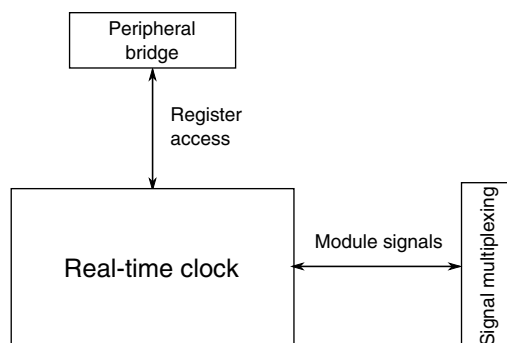 Peripheral
bridge
Register
access
Real-time clock
Module signals
Signal multiplexing